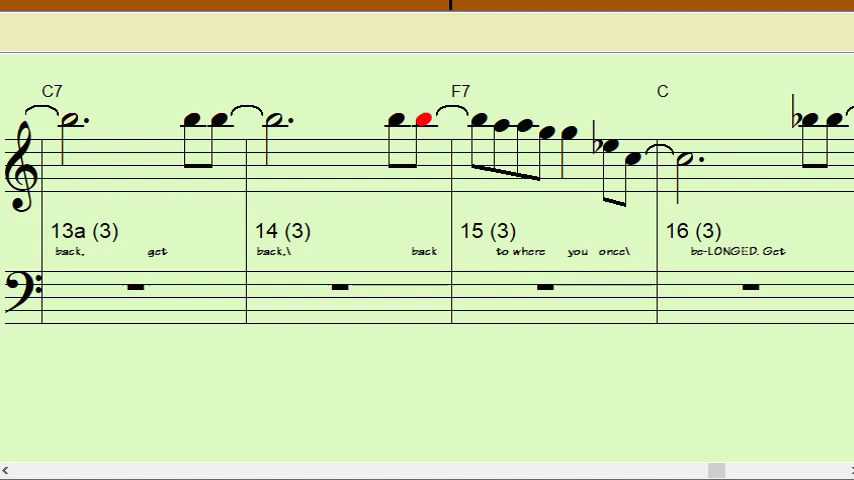 C7 F7 C
13a (3) 14 (3) 15 (3) 16 (3)
back. get back.\ back to where you once\ be-LONGED. Get